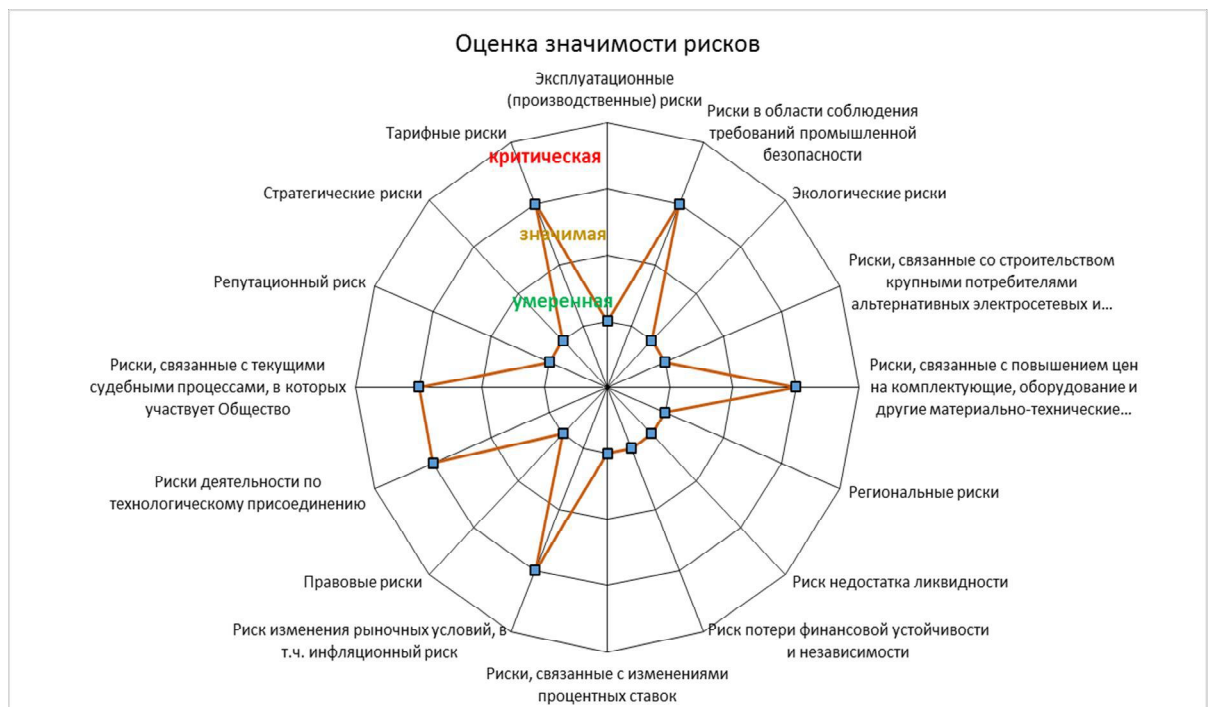 Оценка значимости рисков
Эксплуатационные
(производственные) риски
Риски в области соблюдения
требований промышленной
безопасности
Экологические риски
Риски, связанные со строительством
крупными потребителями
альтернативных электросетевых и...
Риски, связанные с повышением цен
на комплектующие, оборудование и
другие материально-технические...
Региональные риски
Риск недостатка ликвидности
Риск потери финансовой устойчивости
и независимости
Риски, связанные с изменениями
процентных ставок
Риск изменения рыночных условий, в
т.ч. инфляционный риск
Правовые риски
Риски деятельности по
технологическому присоединению
Риски, связанные с текущими
судебными процессами, в которых
участвует Общество
Репутационный риск
Стратегические риски
Тарифные риски
критическая
значимая
умеренная